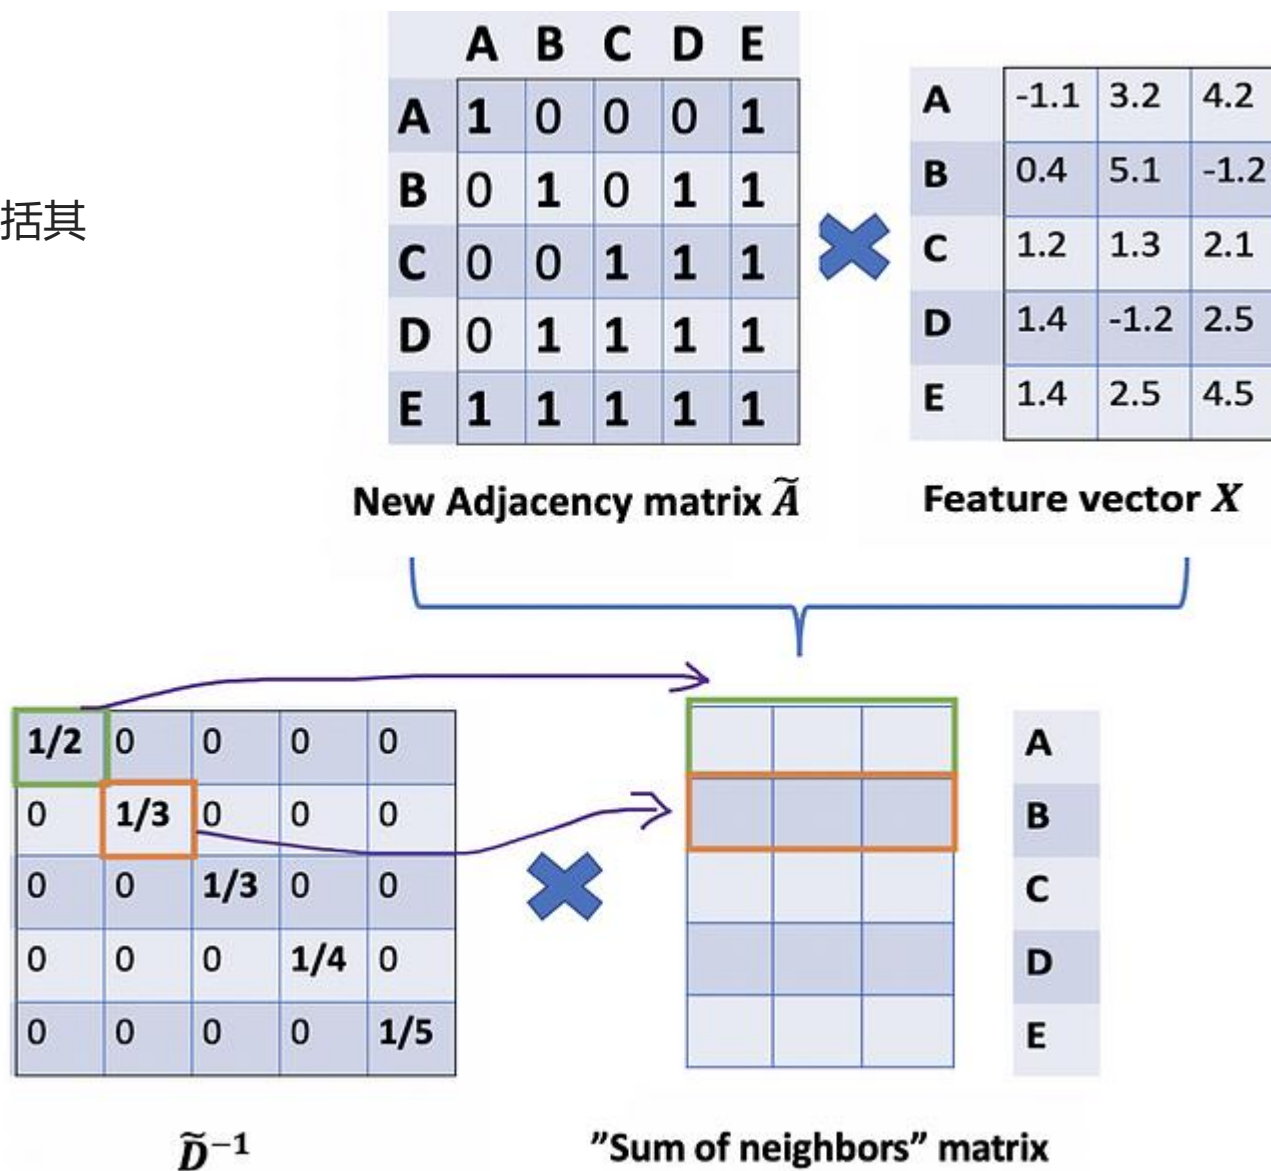 A B C D E
A 1 0 0 0 1
B 0 1 0 1 1
C 0 0 1 1 1
D 0 1 1 1 1
E 1 1 1 1 1
New Adjacency matrix Ã
A -1.1 3.2 4.2
B 0.4 5.1 -1.2
C 1.2 1.3 2.1
D 1.4 -1.2 2.5
E 1.4 2.5 4.5
Feature vector X
括其
1/2 0 0 0 0
0 1/3 0 0 0
0 0 1/3 0 0
0 0 0 1/4 0
0 0 0 0 1/5
D̃⁻¹
A
B
C
D
E
”Sum of neighbors” matrix